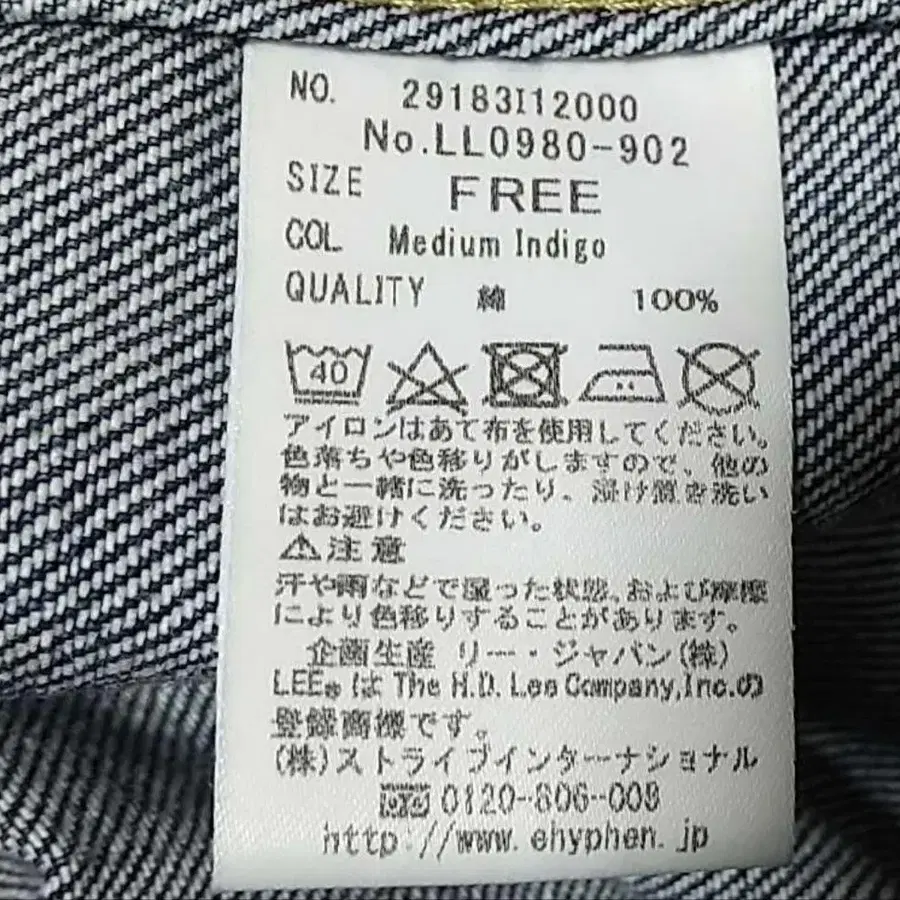 NO. 29183I12000
No.LL0980-902
SIZE FREE
COL Medium Indigo
QUALITY 綿 100%
40
アイロンはあて布を使用してください。
色落ちや色移りがしますので、他の
物と一緒に洗ったり、漬け置き洗い
はお避けください。
⚠注意
汗や雨などで湿った状態、および摩擦
により色移りすることがあります。
企画生産 リー・ジャパン(株)
LEE®は The H.D. Lee Company,Inc.の
登録商標です。
(株)ストライプインターナショナル
0120-806-008
http://www.ehyphen.jp